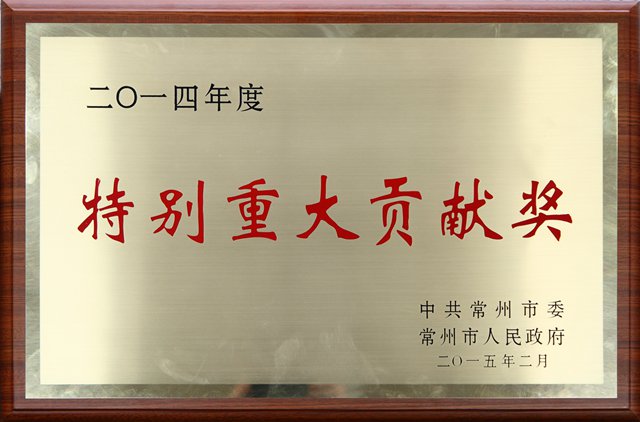 二〇一四年度
特别重大贡献奖
中共常州市委
常州市人民政府
二〇一五年二月